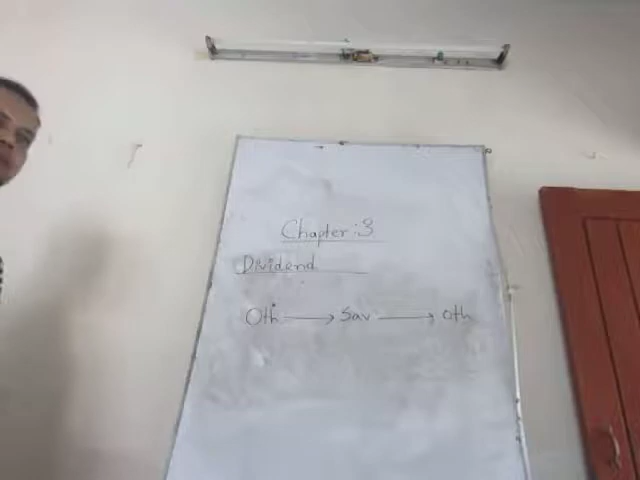 Chapter:3
Dividend
Oth → Sav → Oth